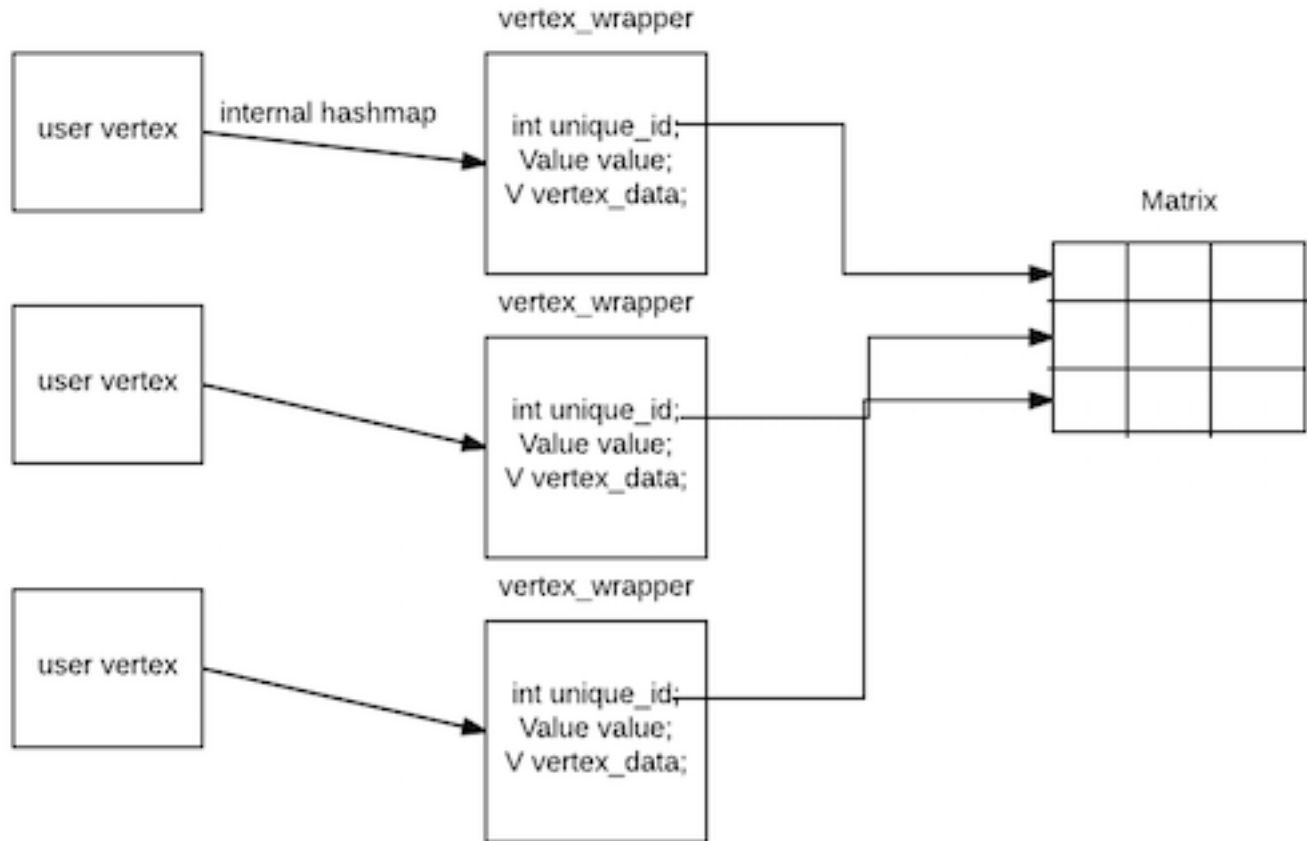 vertex_wrapper
user vertex
internal hashmap
int unique_id;
Value value;
V vertex_data;
Matrix
vertex_wrapper
user vertex
int unique_id;
Value value;
V vertex_data;
vertex_wrapper
user vertex
int unique_id;
Value value;
V vertex_data;